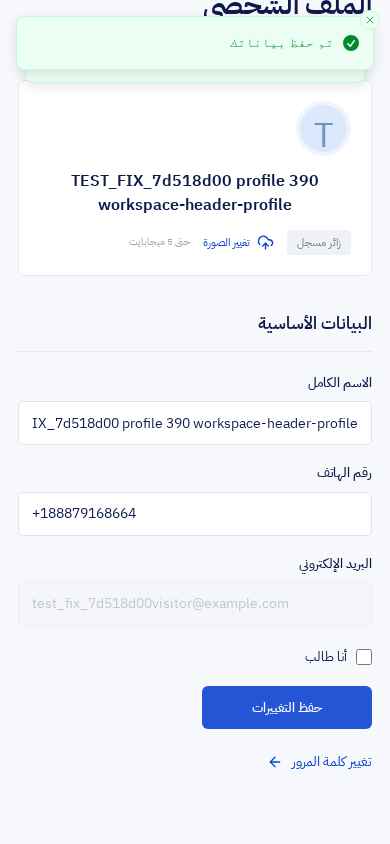 الملف الشخصي
تم حفظ بياناتك
T
TEST_FIX_7d518d00 profile 390
workspace-header-profile
زائر مسجل
تغيير الصورة
حتى 5 ميجابايت
البيانات الأساسية
الاسم الكامل
IX_7d518d00 profile 390 workspace-header-profile
رقم الهاتف
+188879168664
البريد الإلكتروني
test_fix_7d518d00visitor@example.com
أنا طالب
حفظ التغييرات
تغيير كلمة المرور